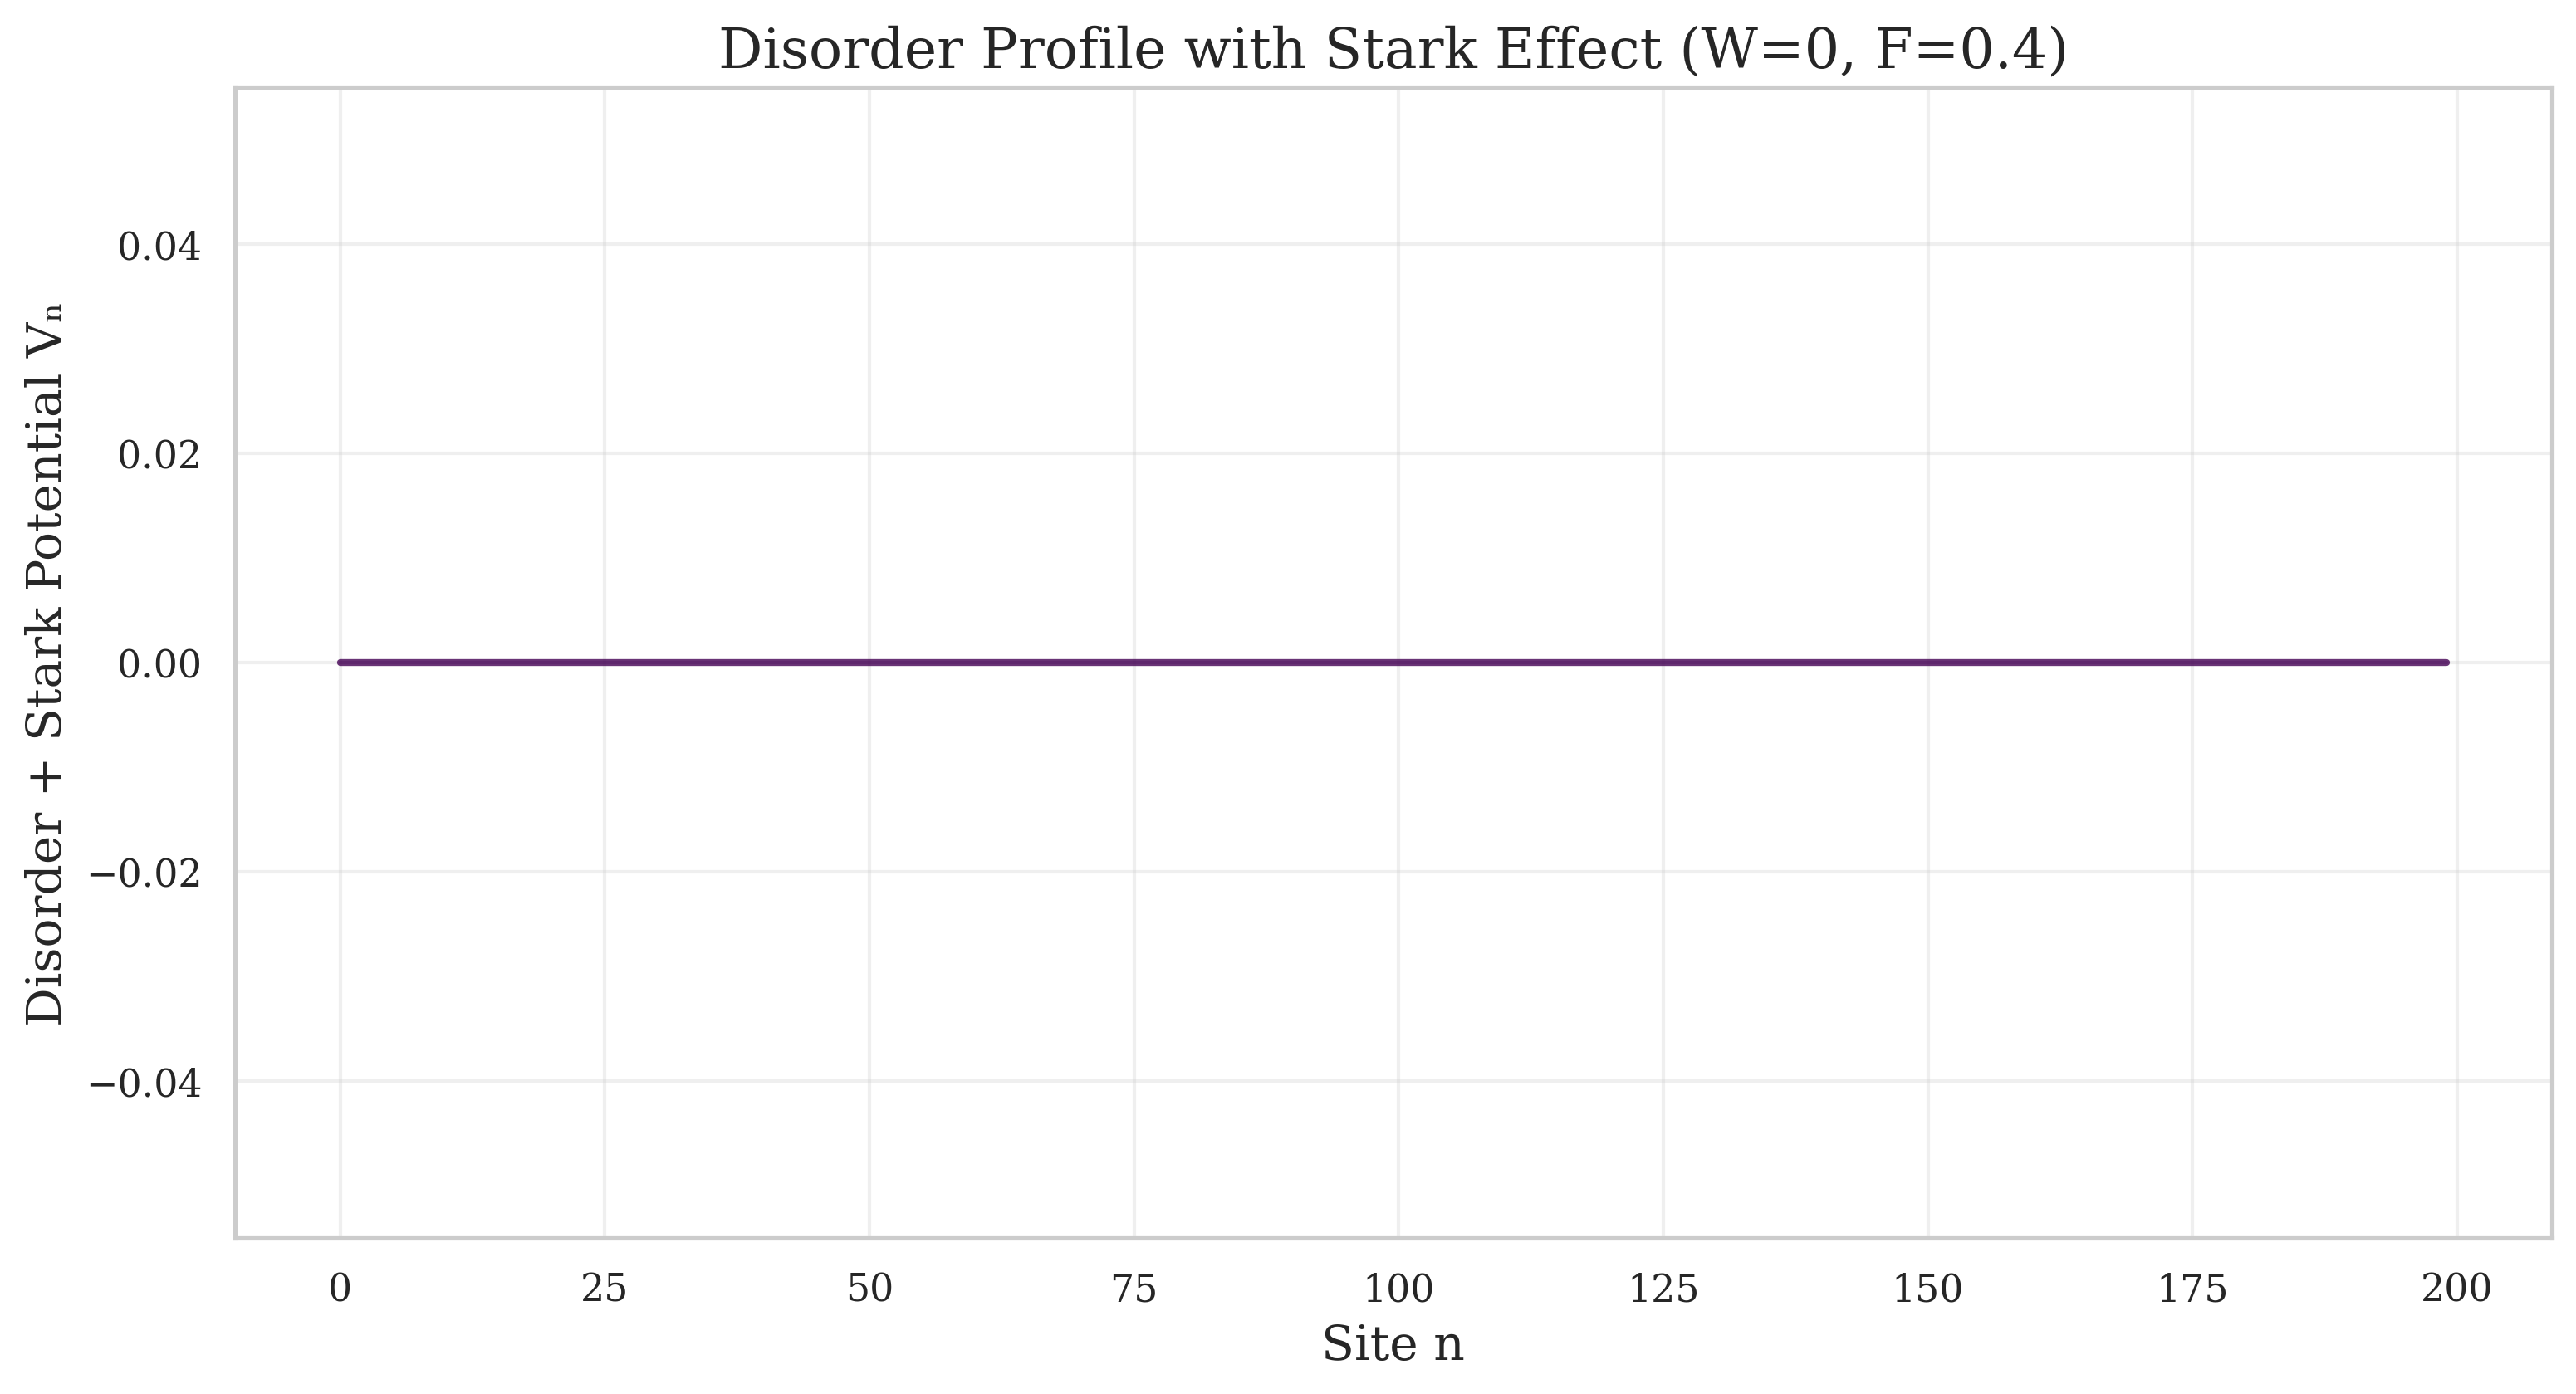 Disorder Profile with Stark Effect (W=0, F=0.4)
Disorder + Stark Potential Vₙ
0.04
0.02
0.00
−0.02
−0.04
0 25 50 75 100 125 150 175 200
Site n